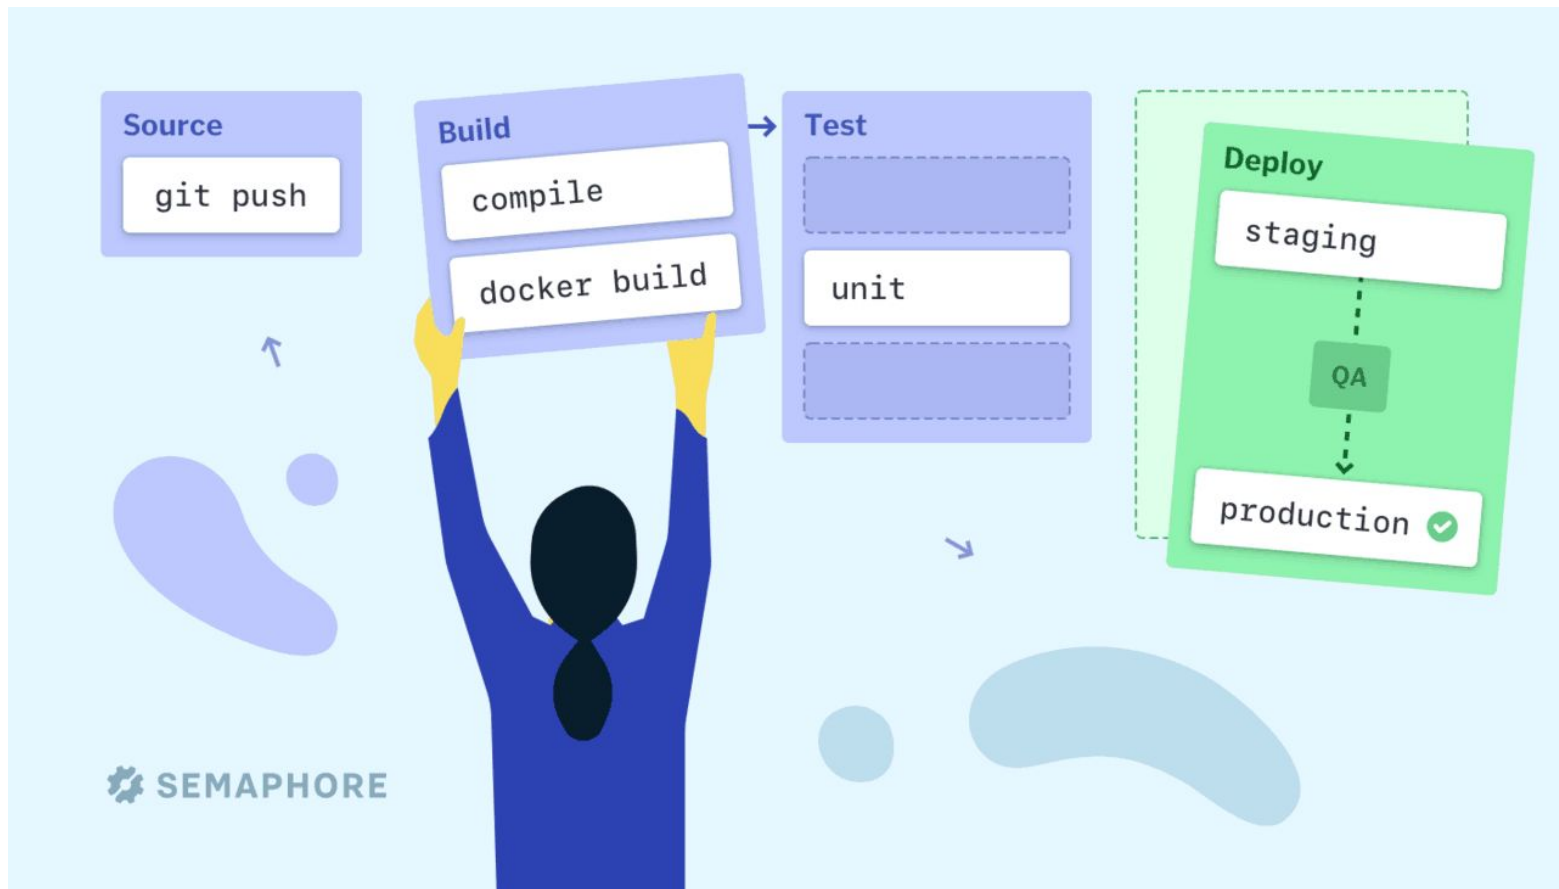 Source
git push
Build
compile
docker build
Test
unit
Deploy
staging
QA
production
SEMAPHORE